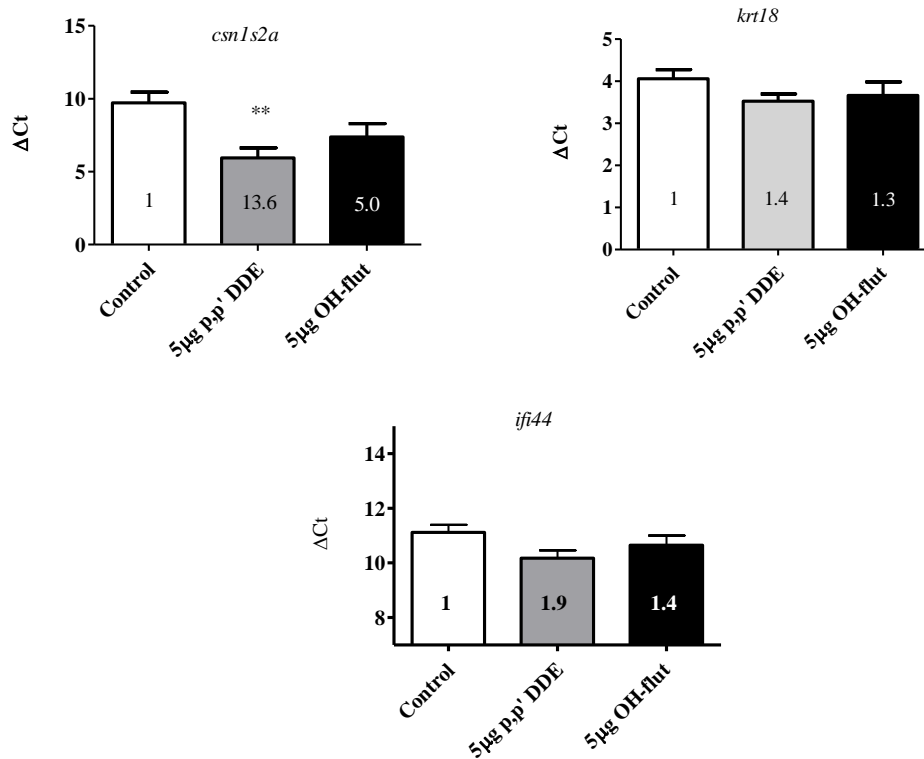 csn1s2a
15
10
5
0
ΔCt
**
1
13.6
5.0
Control
5µg p,p' DDE
5µg OH-flut
krt18
5
4
3
2
1
0
ΔCt
1
1.4
1.3
Control
5µg p,p' DDE
5µg OH-flut
ifi44
14
12
10
8
ΔCt
1
1.9
1.4
Control
5µg p,p' DDE
5µg OH-flut